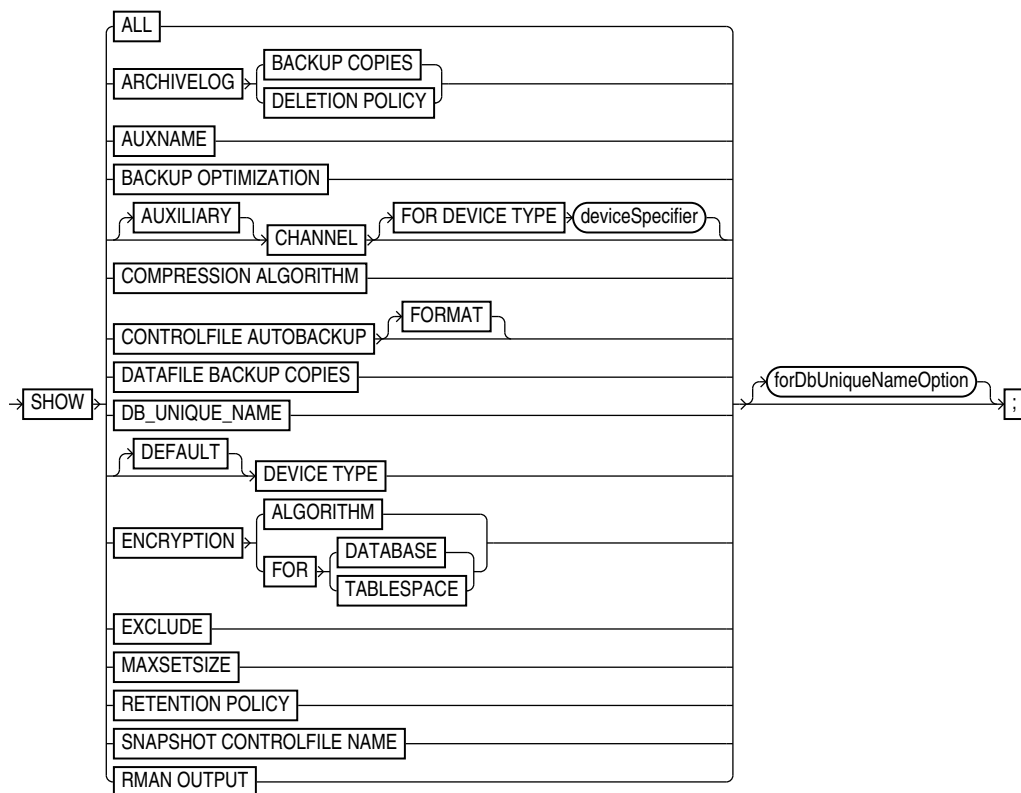 ALL
ARCHIVELOG
BACKUP COPIES
DELETION POLICY
AUXNAME
BACKUP OPTIMIZATION
AUXILIARY
CHANNEL
FOR DEVICE TYPE
deviceSpecifier
COMPRESSION ALGORITHM
CONTROLFILE AUTOBACKUP
FORMAT
DATAFILE BACKUP COPIES
SHOW
DB_UNIQUE_NAME
DEFAULT
DEVICE TYPE
ENCRYPTION
ALGORITHM
FOR
DATABASE
TABLESPACE
EXCLUDE
MAXSETSIZE
RETENTION POLICY
SNAPSHOT CONTROLFILE NAME
RMAN OUTPUT
forDbUniqueNameOption
;